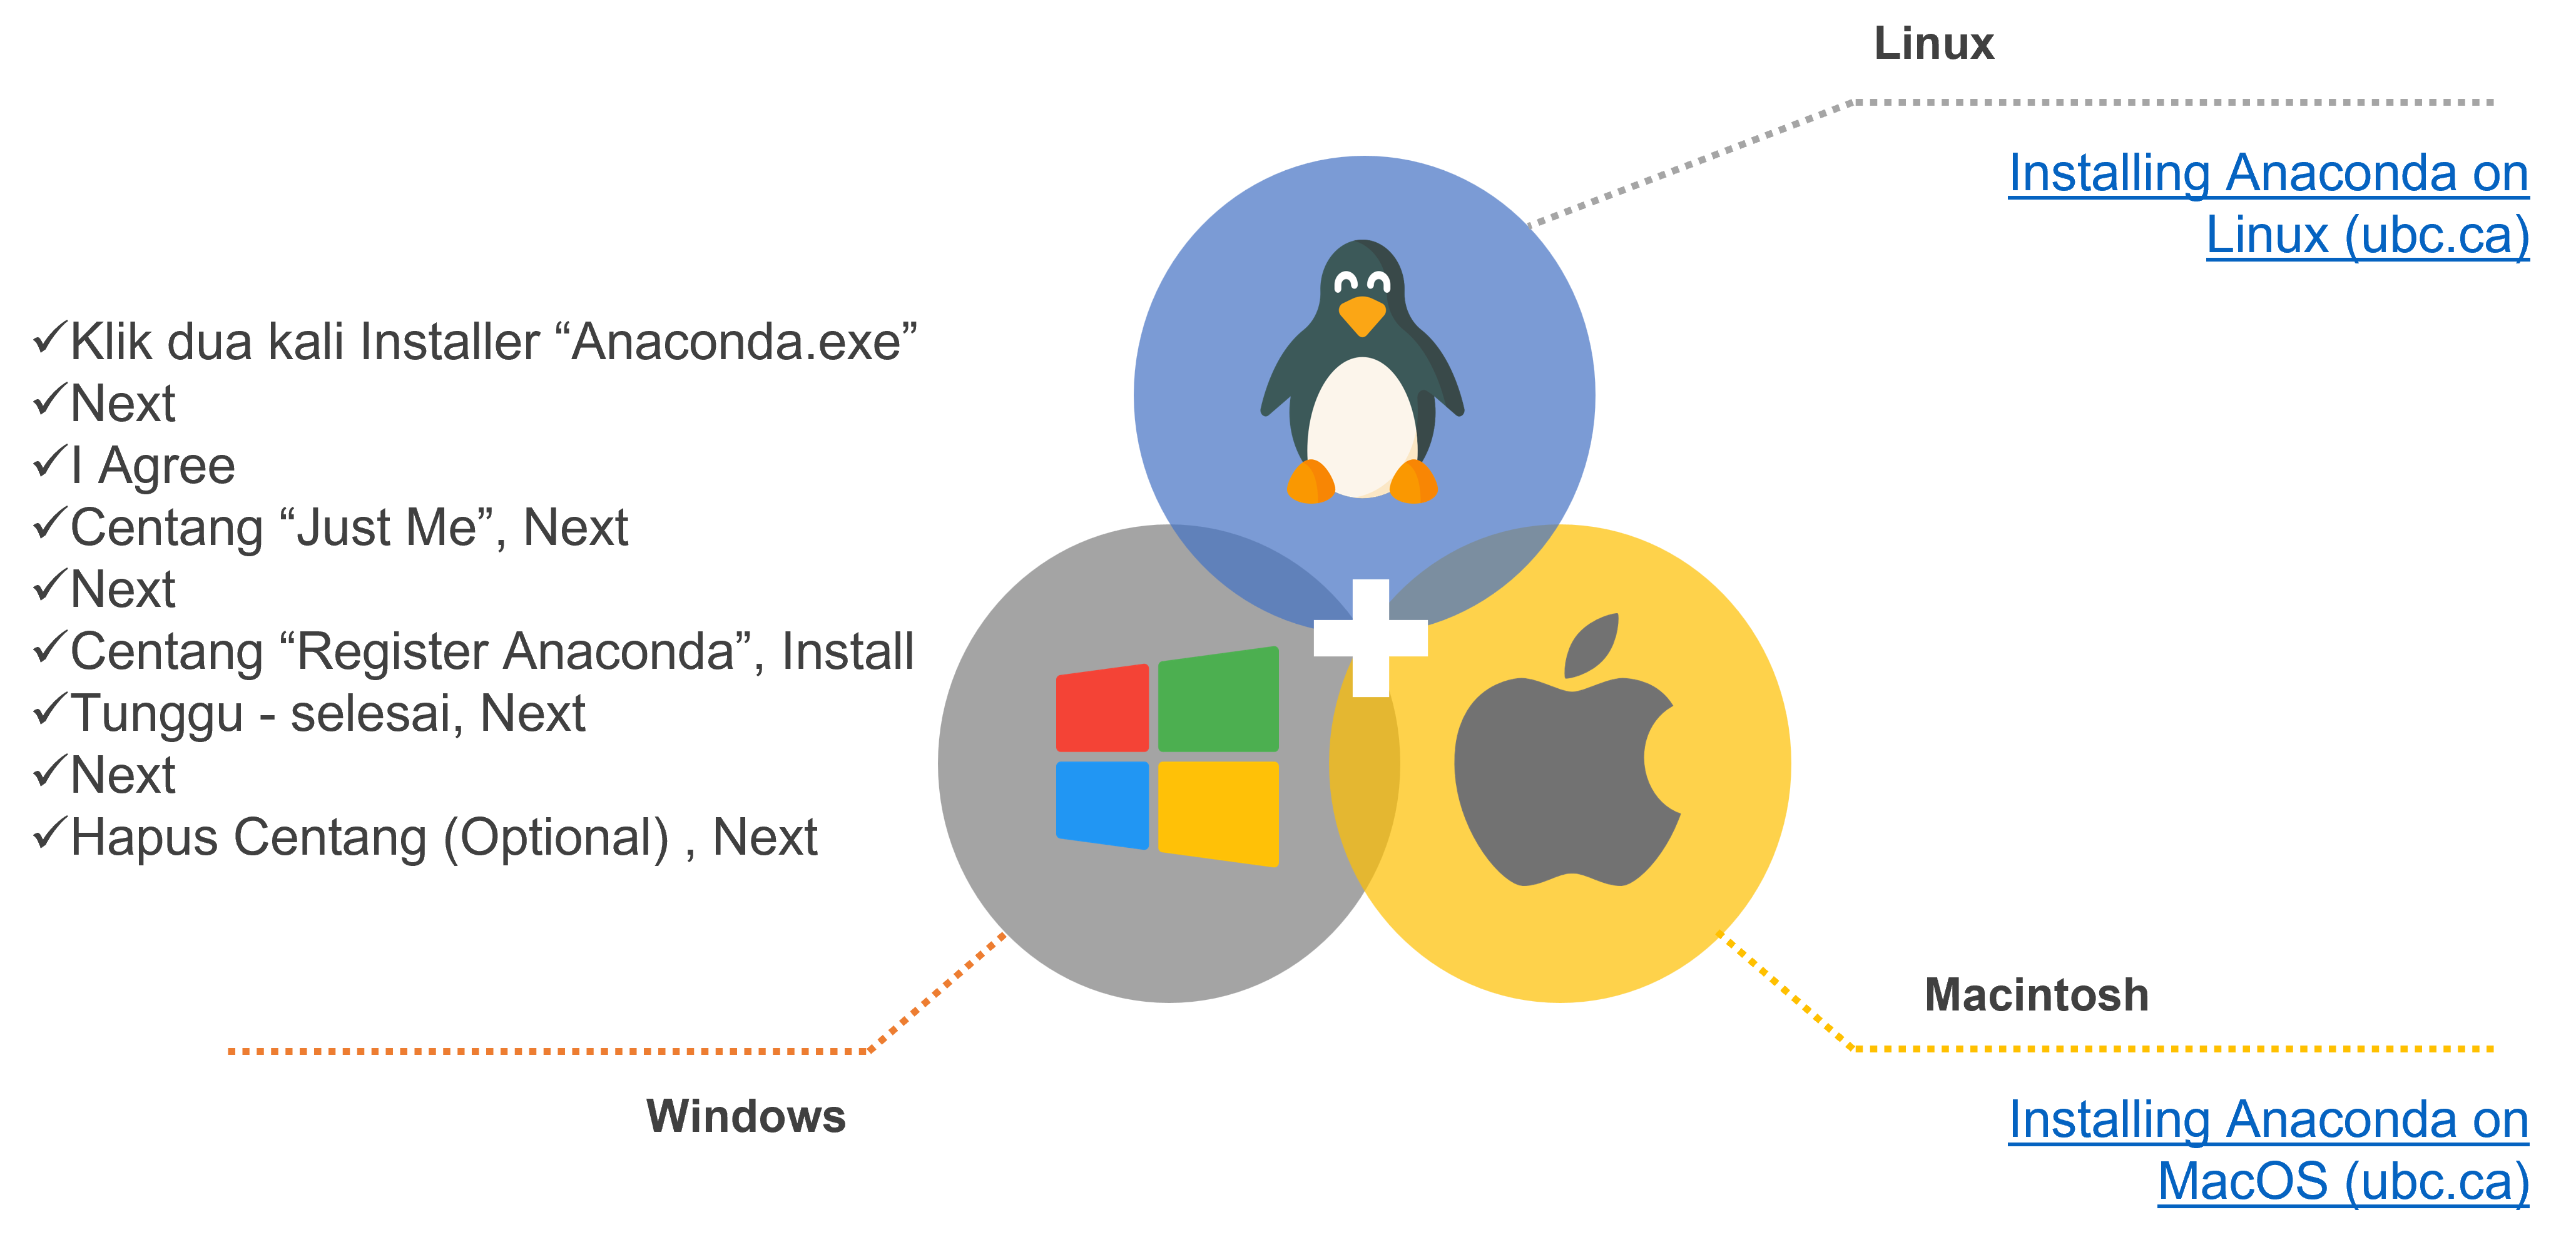 Linux
Installing Anaconda on
Linux (ubc.ca)
✓Klik dua kali Installer “Anaconda.exe”
✓Next
✓I Agree
✓Centang “Just Me”, Next
✓Next
✓Centang “Register Anaconda”, Install
✓Tunggu - selesai, Next
✓Next
✓Hapus Centang (Optional) , Next
Windows
Macintosh
Installing Anaconda on
MacOS (ubc.ca)